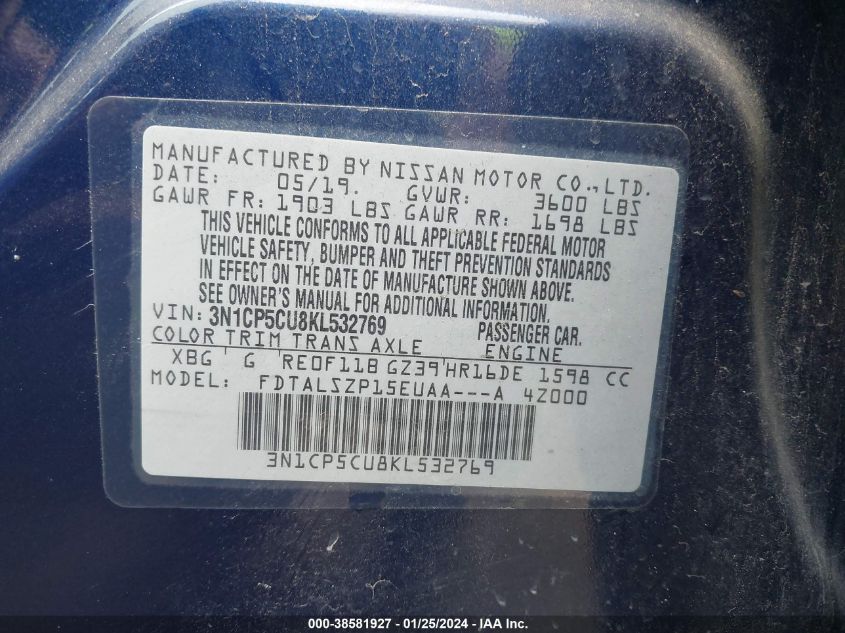 MANUFACTURED BY NISSAN MOTOR CO.,LTD.
DATE: 05/19. GVWR: 3600 LBS
GAWR FR: 1903 LBS GAWR RR: 1698 LBS
THIS VEHICLE CONFORMS TO ALL APPLICABLE FEDERAL MOTOR
VEHICLE SAFETY, BUMPER AND THEFT PREVENTION STANDARDS
IN EFFECT ON THE DATE OF MANUFACTURE SHOWN ABOVE.
SEE OWNER'S MANUAL FOR ADDITIONAL INFORMATION.
VIN: 3N1CP5CU8KL532769 PASSENGER CAR.
COLOR TRIM TRANS AXLE ENGINE
XBG G RE0F11B GZ39 HR16DE 1598 CC
MODEL: FDTALSZP15EUAA---A 4Z000
3N1CP5CU8KL532769
000-38581927 - 01/25/2024 - IAA Inc.